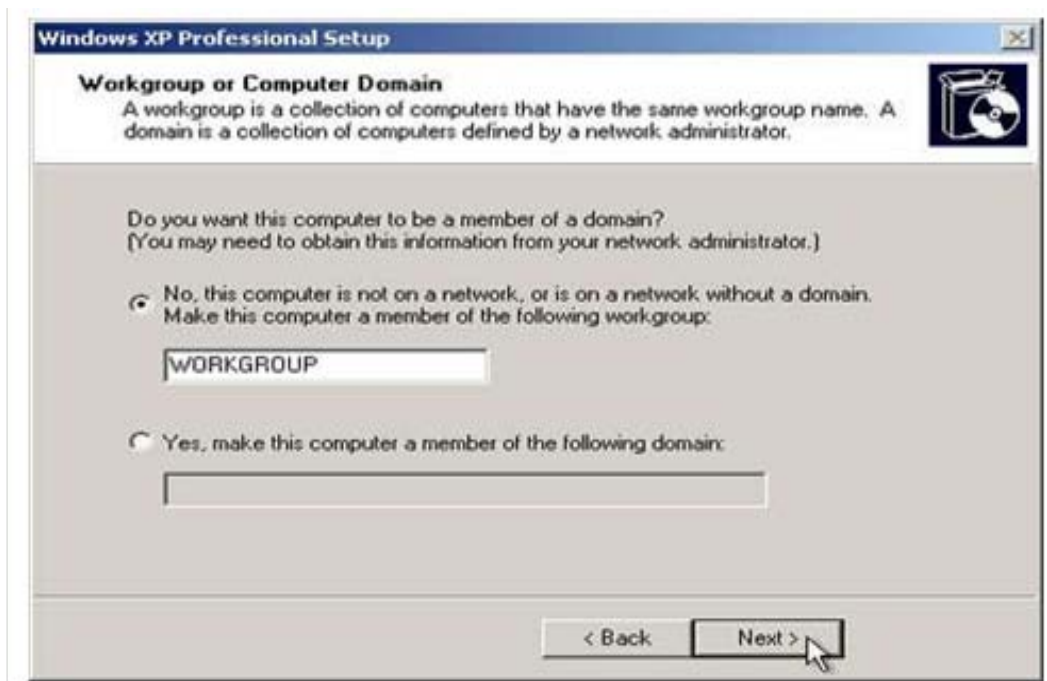 Windows XP Professional Setup
Workgroup or Computer Domain
A workgroup is a collection of computers that have the same workgroup name. A
domain is a collection of computers defined by a network administrator.
Do you want this computer to be a member of a domain?
(You may need to obtain this information from your network administrator.)
No, this computer is not on a network, or is on a network without a domain.
Make this computer a member of the following workgroup:
WORKGROUP
Yes, make this computer a member of the following domain:
< Back
Next >